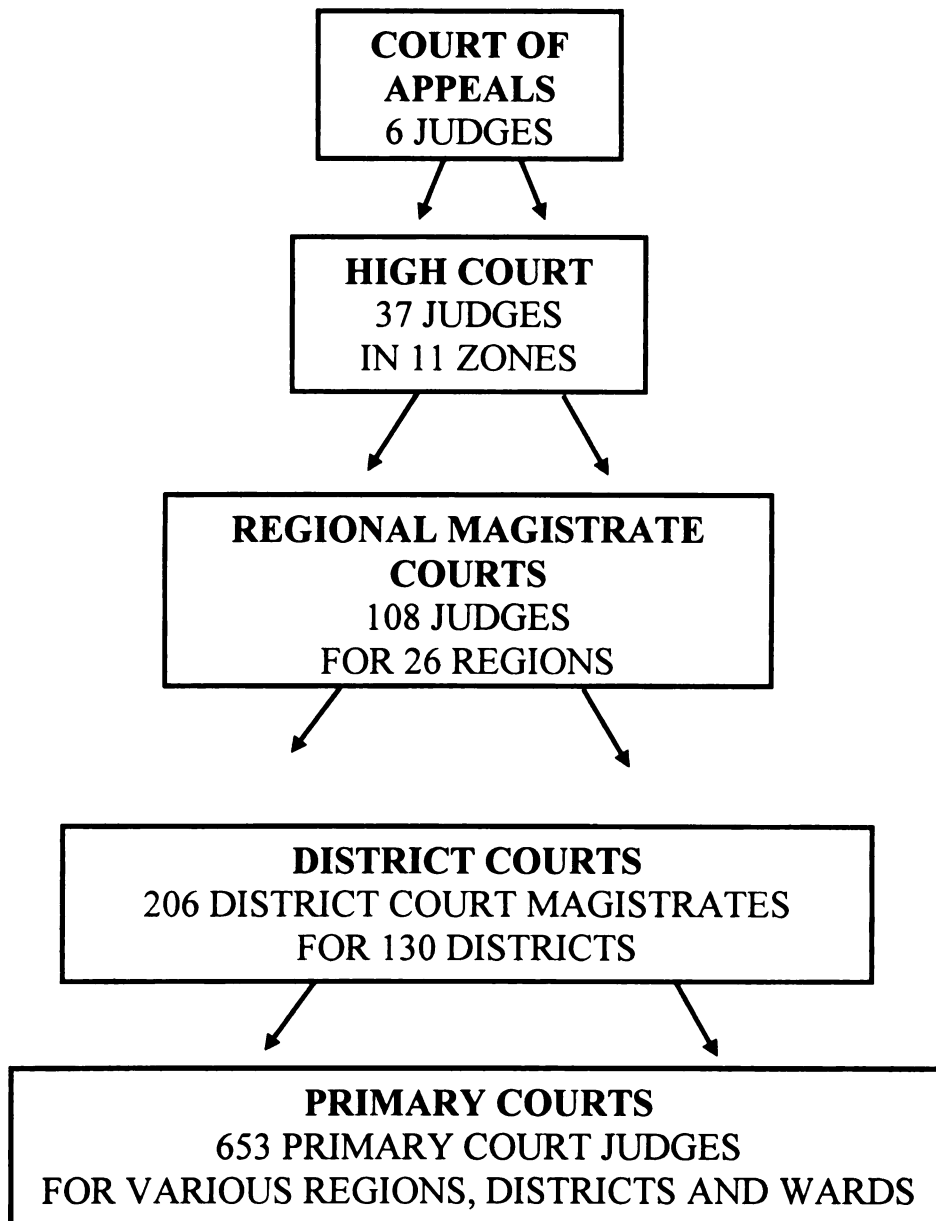 COURT OF
APPEALS
6 JUDGES
HIGH COURT
37 JUDGES
IN 11 ZONES
REGIONAL MAGISTRATE
COURTS
108 JUDGES
FOR 26 REGIONS
DISTRICT COURTS
206 DISTRICT COURT MAGISTRATES
FOR 130 DISTRICTS
PRIMARY COURTS
653 PRIMARY COURT JUDGES
FOR VARIOUS REGIONS, DISTRICTS AND WARDS